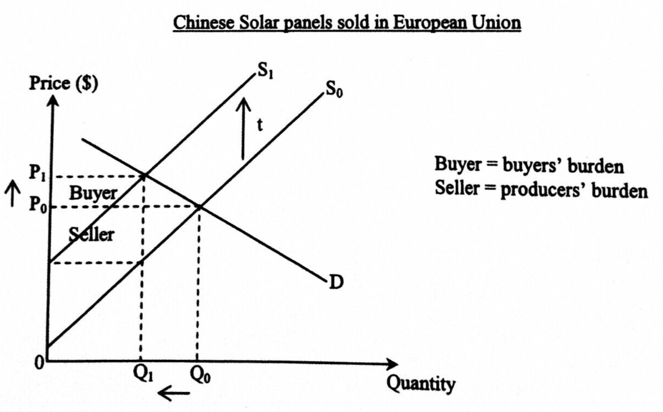 Chinese Solar panels sold in European Union
Price ($)
S1
S0
t
P1
Buyer
P0
Seller
Buyer = buyers’ burden
Seller = producers’ burden
D
0
Q1
Q0
Quantity